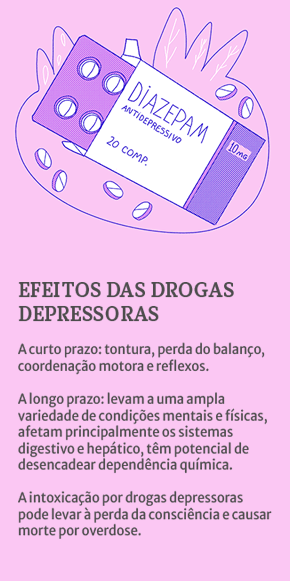 DIAZEPAM
ANTIDEPRESSIVO
20 COMP.
10mg
EFEITOS DAS DROGAS
DEPRESSORAS
A curto prazo: tontura, perda do balanço,
coordenação motora e reflexos.
A longo prazo: levam a uma ampla
variedade de condições mentais e físicas,
afetam principalmente os sistemas
digestivo e hepático, têm potencial de
desencadear dependência química.
A intoxicação por drogas depressoras
pode levar à perda da consciência e causar
morte por overdose.